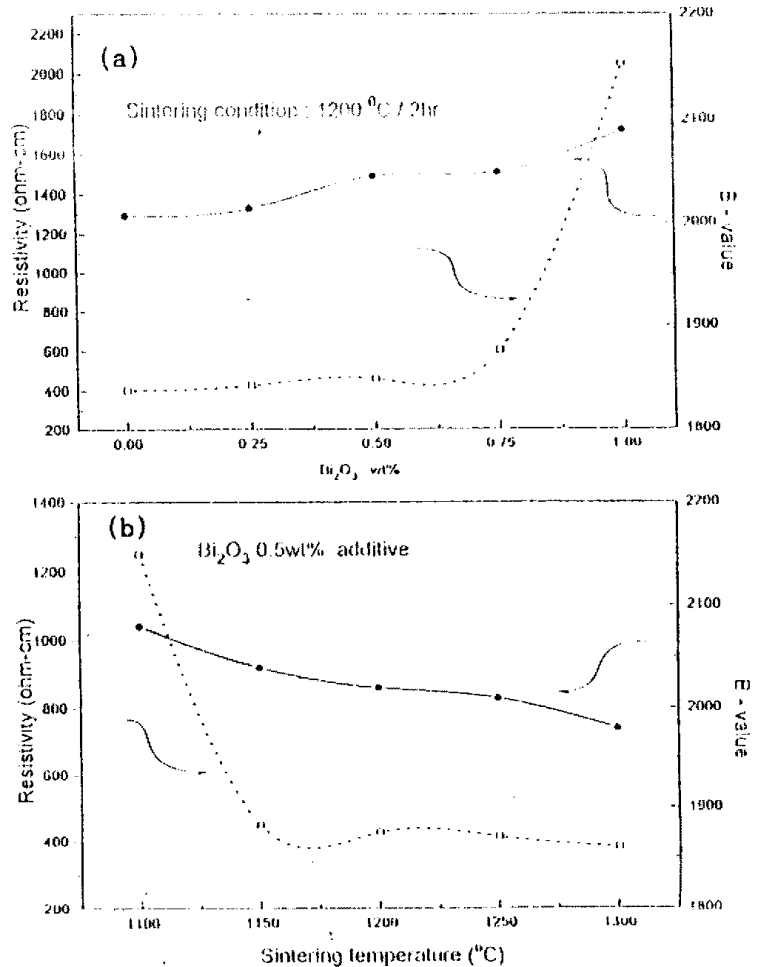 (a)
Sintering condition : 1200 ⁰C / 2hr
Resistivity (ohm-cm)
2200
2000
1800
1600
1400
1200
1000
800
600
400
200
2200
2100
2000
1900
1800
B - value
0.00 0.25 0.50 0.75 1.00
Bi₂O₃ wt%
(b)
Bi₂O₃ 0.5wt% additive
Resistivity (ohm-cm)
1400
1200
1000
800
600
400
200
2200
2100
2000
1900
1800
B - value
1100 1150 1200 1250 1300
Sintering temperature (⁰C)